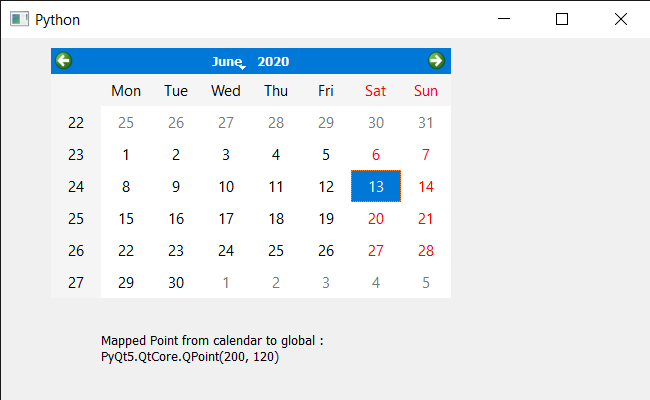 Python
June 2020
Mon Tue Wed Thu Fri Sat Sun
22 25 26 27 28 29 30 31
23 1 2 3 4 5 6 7
24 8 9 10 11 12 13 14
25 15 16 17 18 19 20 21
26 22 23 24 25 26 27 28
27 29 30 1 2 3 4 5
Mapped Point from calendar to global :
PyQt5.QtCore.QPoint(200, 120)